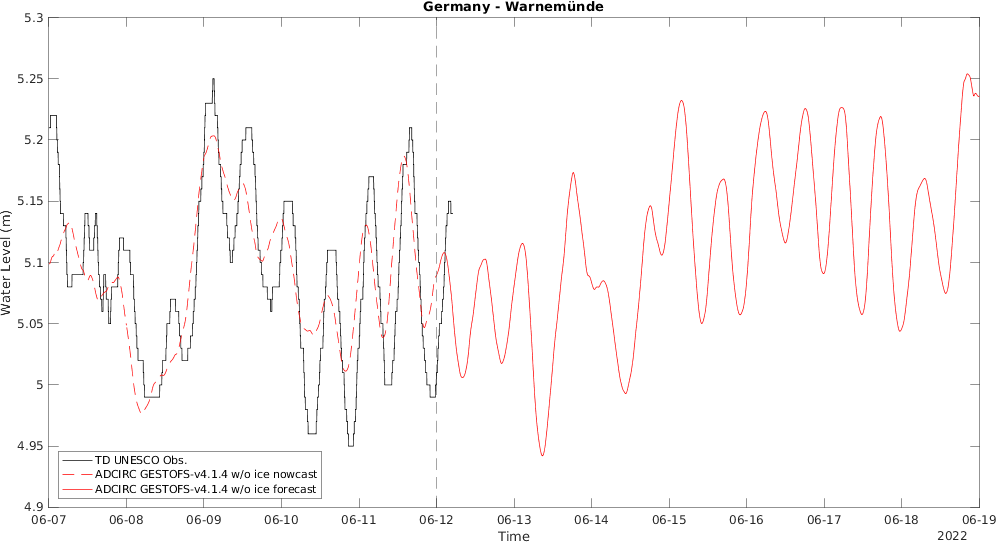 Germany - Warnemünde
5.3
5.25
5.2
5.15
5.1
5.05
5
4.95
4.9
Water Level (m)
TD UNESCO Obs.
ADCIRC GESTOFS-v4.1.4 w/o ice nowcast
ADCIRC GESTOFS-v4.1.4 w/o ice forecast
06-07 06-08 06-09 06-10 06-11 06-12 06-13 06-14 06-15 06-16 06-17 06-18 06-19
Time
2022